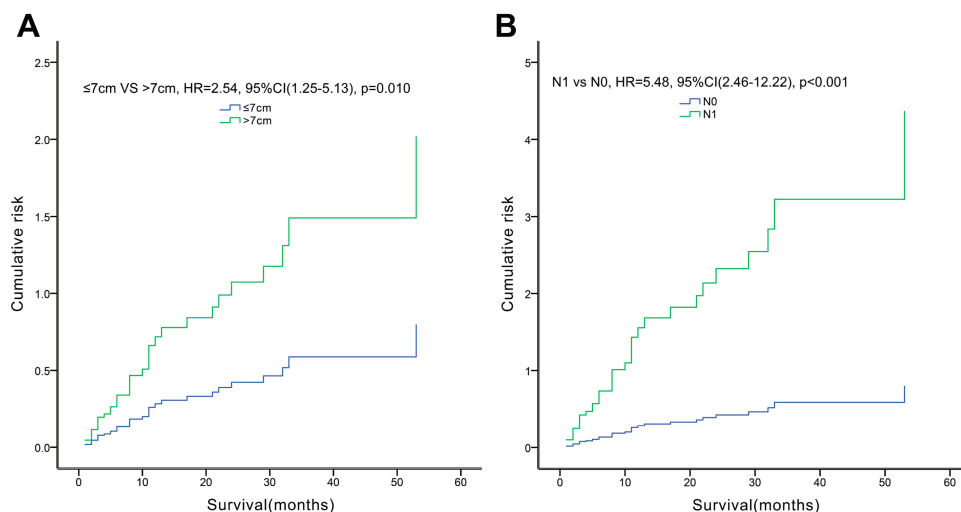 A
≤7cm VS >7cm, HR=2.54, 95%CI(1.25-5.13), p=0.010
≤7cm
>7cm
Cumulative risk
2.5
2.0
1.5
1.0
0.5
0.0
0 10 20 30 40 50 60
Survival(months)
B
N1 vs N0, HR=5.48, 95%CI(2.46-12.22), p<0.001
N0
N1
Cumulative risk
5
4
3
2
1
0
0 10 20 30 40 50 60
Survival(months)